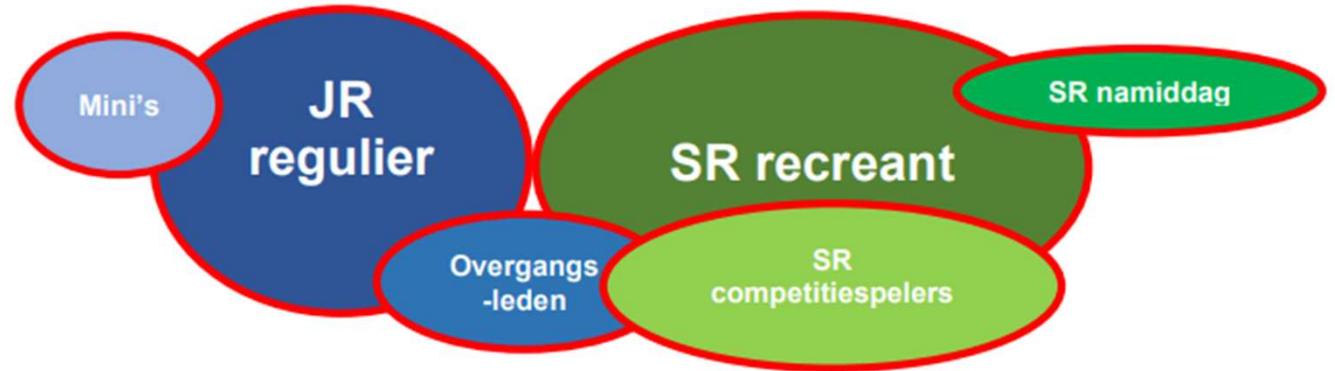 Mini's
JR
regulier
SR recreant
SR namiddag
Overgangs
-leden
SR
competitiespelers